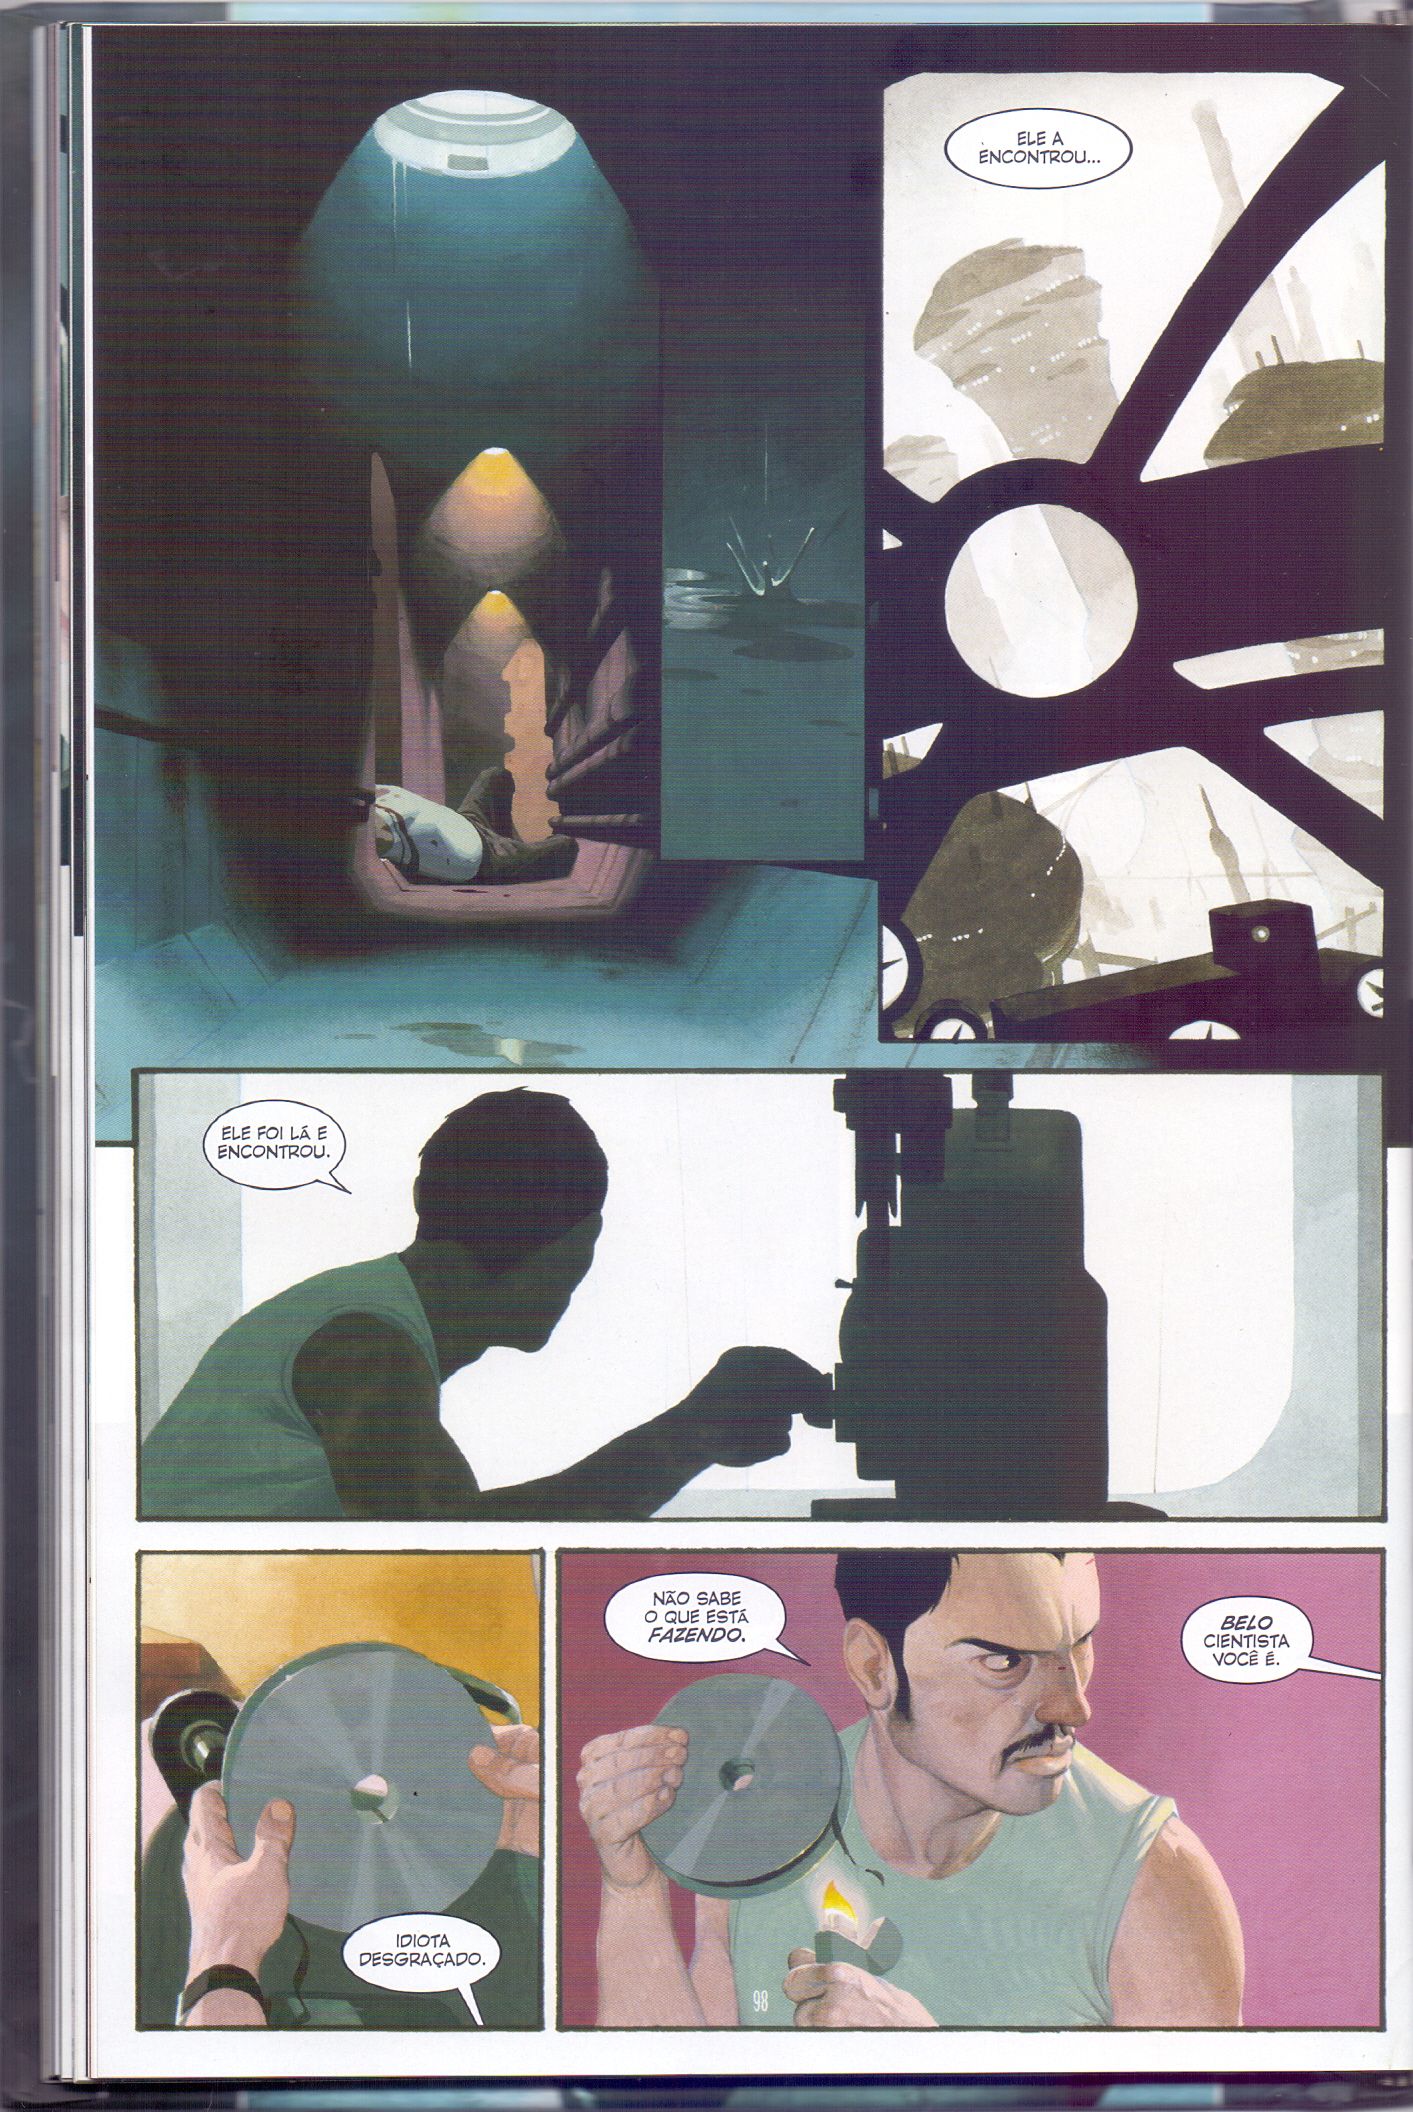 ELE A
ENCONTROU...
ELE FOI LÁ E
ENCONTROU.
IDIOTA
DESGRAÇADO.
NÃO SABE
O QUE ESTÁ
FAZENDO.
BELO
CIENTISTA
VOCÊ É.
98